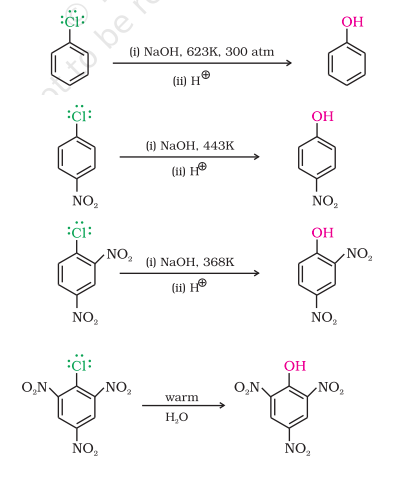 :Cl: OH
(i) NaOH, 623K, 300 atm
(ii) H⊕
:Cl: OH
(i) NaOH, 443K
(ii) H⊕
NO₂ NO₂
:Cl: OH
NO₂ NO₂
(i) NaOH, 368K
(ii) H⊕
NO₂ NO₂
:Cl: OH
O₂N NO₂ O₂N NO₂
warm
H₂O
NO₂ NO₂